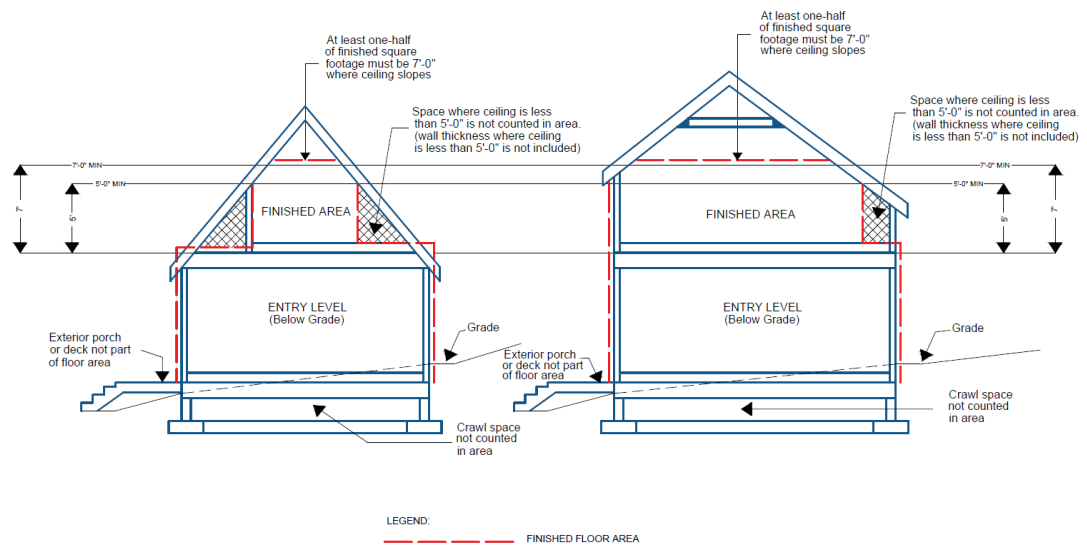 At least one-half
of finished square
footage must be 7'-0"
where ceiling slopes
Space where ceiling is less
than 5'-0" is not counted in area.
(wall thickness where ceiling
is less than 5'-0" is not included)
7'-0" MIN
5'-0" MIN
7'
5'
FINISHED AREA
ENTRY LEVEL
(Below Grade)
Exterior porch
or deck not part
of floor area
Grade
Crawl space
not counted
in area
At least one-half
of finished square
footage must be 7'-0"
where ceiling slopes
Space where ceiling is less
than 5'-0" is not counted in area.
(wall thickness where ceiling
is less than 5'-0" is not included)
7'-0" MIN
5'-0" MIN
5'
7'
FINISHED AREA
ENTRY LEVEL
(Below Grade)
Exterior porch
or deck not part
of floor area
Grade
Crawl space
not counted
in area
LEGEND:
FINISHED FLOOR AREA